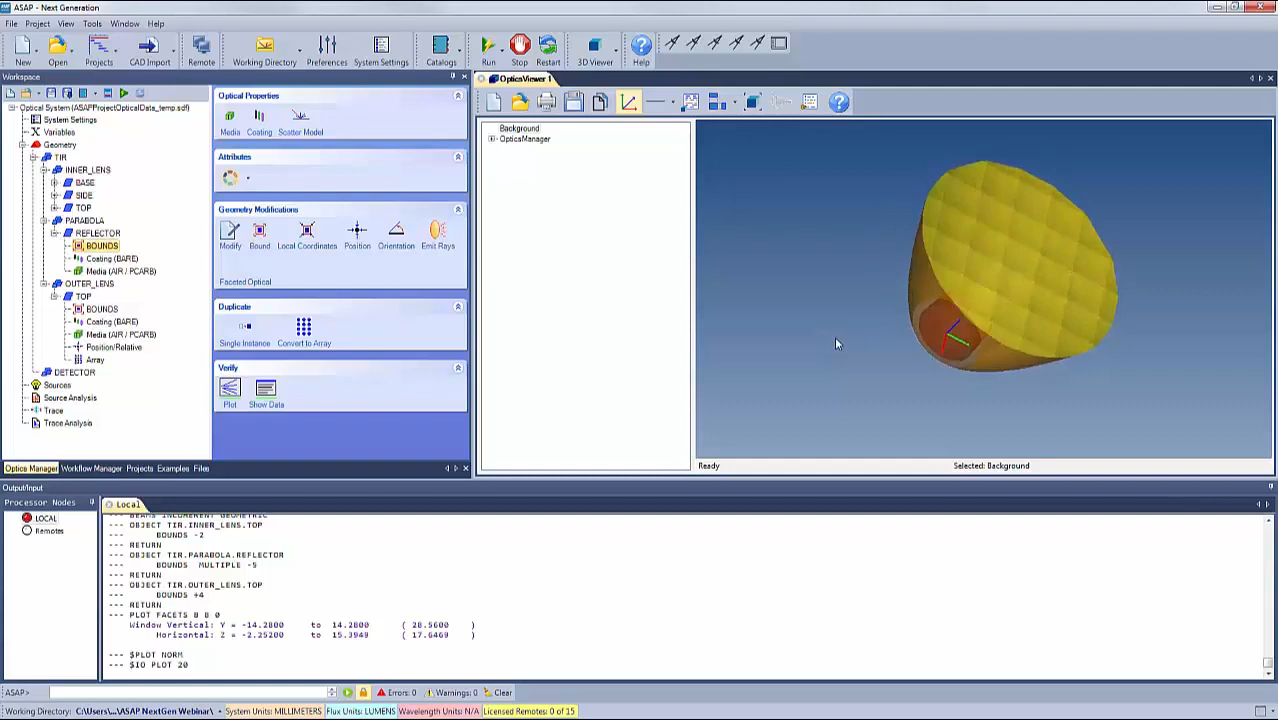 ASAP - Next Generation
File Project View Tools Window Help
New Open Projects CAD Import Remote Working Directory Preferences System Settings Catalogs Run Stop Restart 3D Viewer Help
Workspace
Optical System (ASAPProjectOpticalData_temp.sdf)
System Settings
Variables
Geometry
TIR
INNER_LENS
BASE
SIDE
TOP
PARABOLA
REFLECTOR
BOUNDS
Coating (BARE)
Media (AIR / PCARB)
OUTER_LENS
TOP
BOUNDS
Coating (BARE)
Media (AIR / PCARB)
Position/Relative
Array
DETECTOR
Sources
Source Analysis
Trace
Trace Analysis
Optics Manager Workflow Manager Projects Examples Files
Optical Properties
Media Coating Scatter Model
Attributes
Geometry Modifications
Modify Bound Local Coordinates Position Orientation Emit Rays
Faceted Optical
Duplicate
Single Instance Convert to Array
Verify
Plot Show Data
OpticsViewer 1
Background
OpticsManager
Ready
Selected: Background
Output/Input
Processor Nodes
LOCAL
Remotes
Local
--- BEAMS INCOHERENT GEOMETRIC
--- OBJECT TIR.INNER_LENS.TOP
BOUNDS -2
--- RETURN
--- OBJECT TIR.PARABOLA.REFLECTOR
BOUNDS MULTIPLE -5
--- RETURN
--- OBJECT TIR.OUTER_LENS.TOP
BOUNDS +4
--- RETURN
--- PLOT FACETS 8 8 0
Window Vertical: Y = -14.2800 to 14.2800 ( 28.5600 )
Horizontal: Z = -2.25200 to 15.3949 ( 17.6469 )
--- $PLOT NORM
--- $IO PLOT 20
ASAP>
Errors: 0 Warnings: 0 Clear
Working Directory: C:\Users\...\ASAP NextGen Webinar\ System Units: MILLIMETERS Flux Units: LUMENS Wavelength Units: N/A Licensed Remotes: 0 of 15